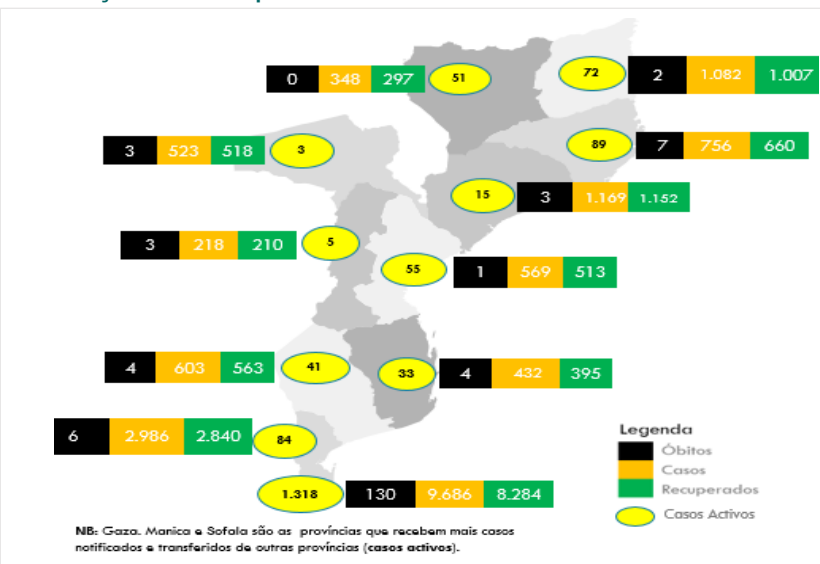 72 2 1.082 1.007
0 348 297 51
89 7 756 660
3 523 518 3
15 3 1.169 1.152
3 218 210 5
55 1 569 513
4 603 563 41
33 4 432 395
6 2.986 2.840 84
1.318 130 9.686 8.284
Legenda
Óbitos
Casos
Recuperados
Casos Activos
NB: Gaza. Manica e Sofala são as províncias que recebem mais casos
notificados e transferidos de outras províncias (casos activos).